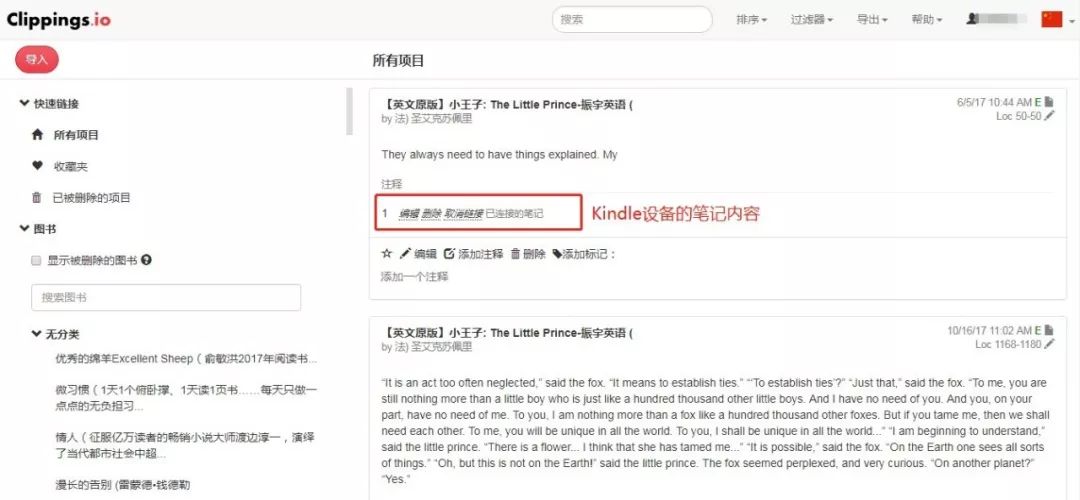 Clippings.io
搜索
排序
过滤器
导出
帮助
导入
所有项目
快速链接
所有项目
收藏夹
已被删除的项目
图书
显示被删除的图书
搜索图书
无分类
优秀的绵羊Excellent Sheep（俞敏洪2017年阅读书...
微习惯（1天1个俯卧撑、1天读1页书……每天只做一
点点的无负担习...
情人（征服亿万读者的畅销小说大师渡边淳一，演绎
了当代都市社会中超...
漫长的告别 (雷蒙德•钱德勒
【英文原版】小王子: The Little Prince-振宇英语 (
6/5/17 10:44 AM E
by 法) 圣艾克苏佩里
Loc 50-50
They always need to have things explained. My
注释
1 编辑 删除 取消链接 已连接的笔记
Kindle设备的笔记内容
编辑 添加注释 删除 添加标记：
添加一个注释
【英文原版】小王子: The Little Prince-振宇英语 (
10/16/17 11:02 AM E
by 法) 圣艾克苏佩里
Loc 1168-1180
“It is an act too often neglected,” said the fox. “It means to establish ties.” “‘To establish ties’?” “Just that,” said the fox. “To me, you are
still nothing more than a little boy who is just like a hundred thousand other little boys. And I have no need of you. And you, on your
part, have no need of me. To you, I am nothing more than a fox like a hundred thousand other foxes. But if you tame me, then we shall
need each other. To me, you will be unique in all the world. To you, I shall be unique in all the world...” “I am beginning to understand,”
said the little prince. “There is a flower... I think that she has tamed me...” “It is possible,” said the fox. “On the Earth one sees all sorts
of things.” “Oh, but this is not on the Earth!” said the little prince. The fox seemed perplexed, and very curious. “On another planet?”
“Yes.”